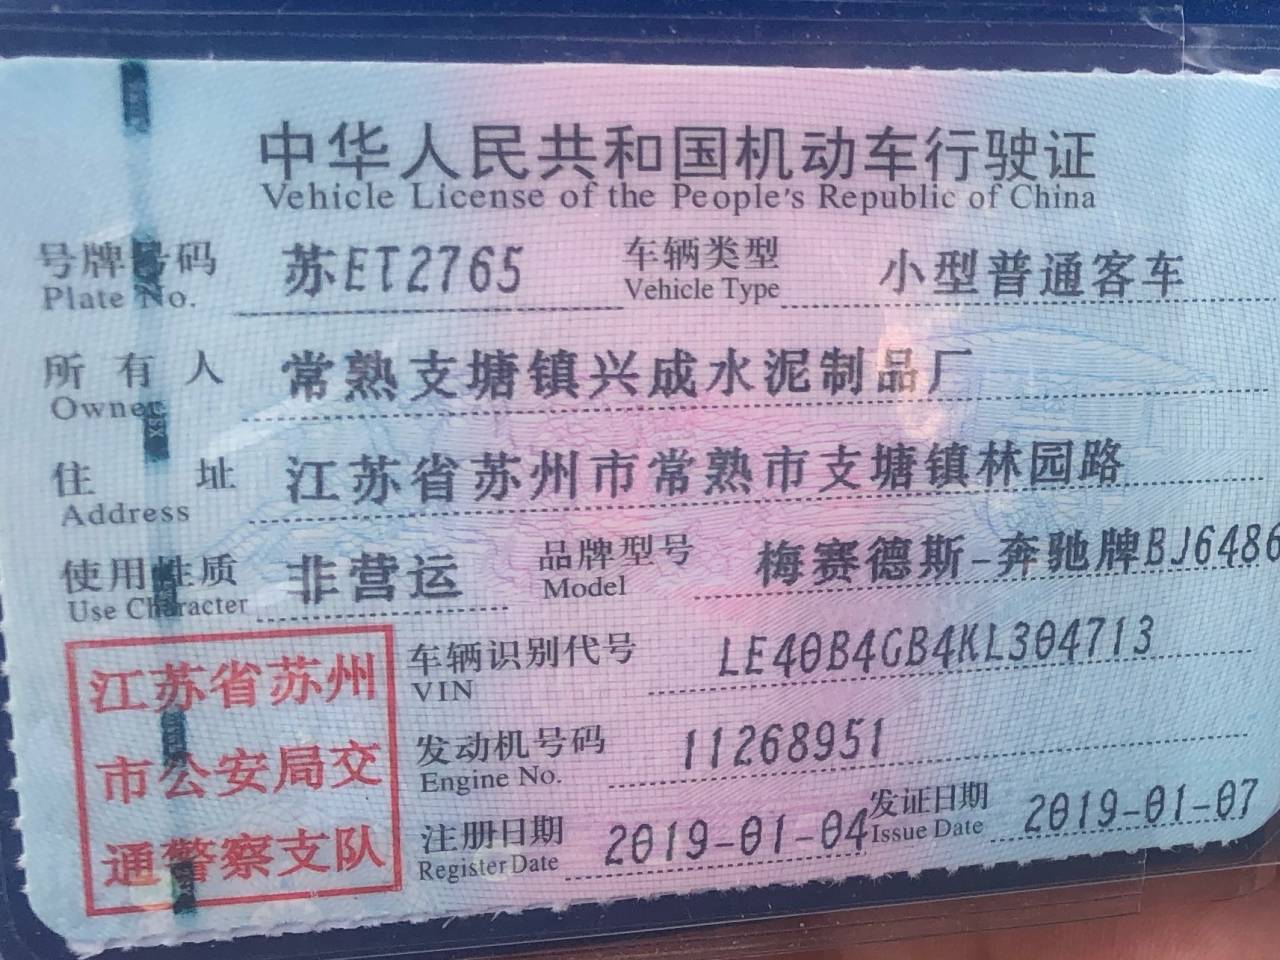 中华人民共和国机动车行驶证
Vehicle License of the People's Republic of China
号牌号码 苏ET2765 车辆类型 小型普通客车
Plate No. Vehicle Type
所有人 常熟支塘镇兴成水泥制品厂
Owner
住址 江苏省苏州市常熟市支塘镇林园路
Address
使用性质 非营运 品牌型号 梅赛德斯-奔驰牌BJ6486
Use Character Model
江苏省苏州
市公安局交
通警察支队
车辆识别代号 LE40B4GB4KL304713
VIN
发动机号码 11268951
Engine No.
注册日期 2019-01-04 发证日期 2019-01-07
Register Date Issue Date